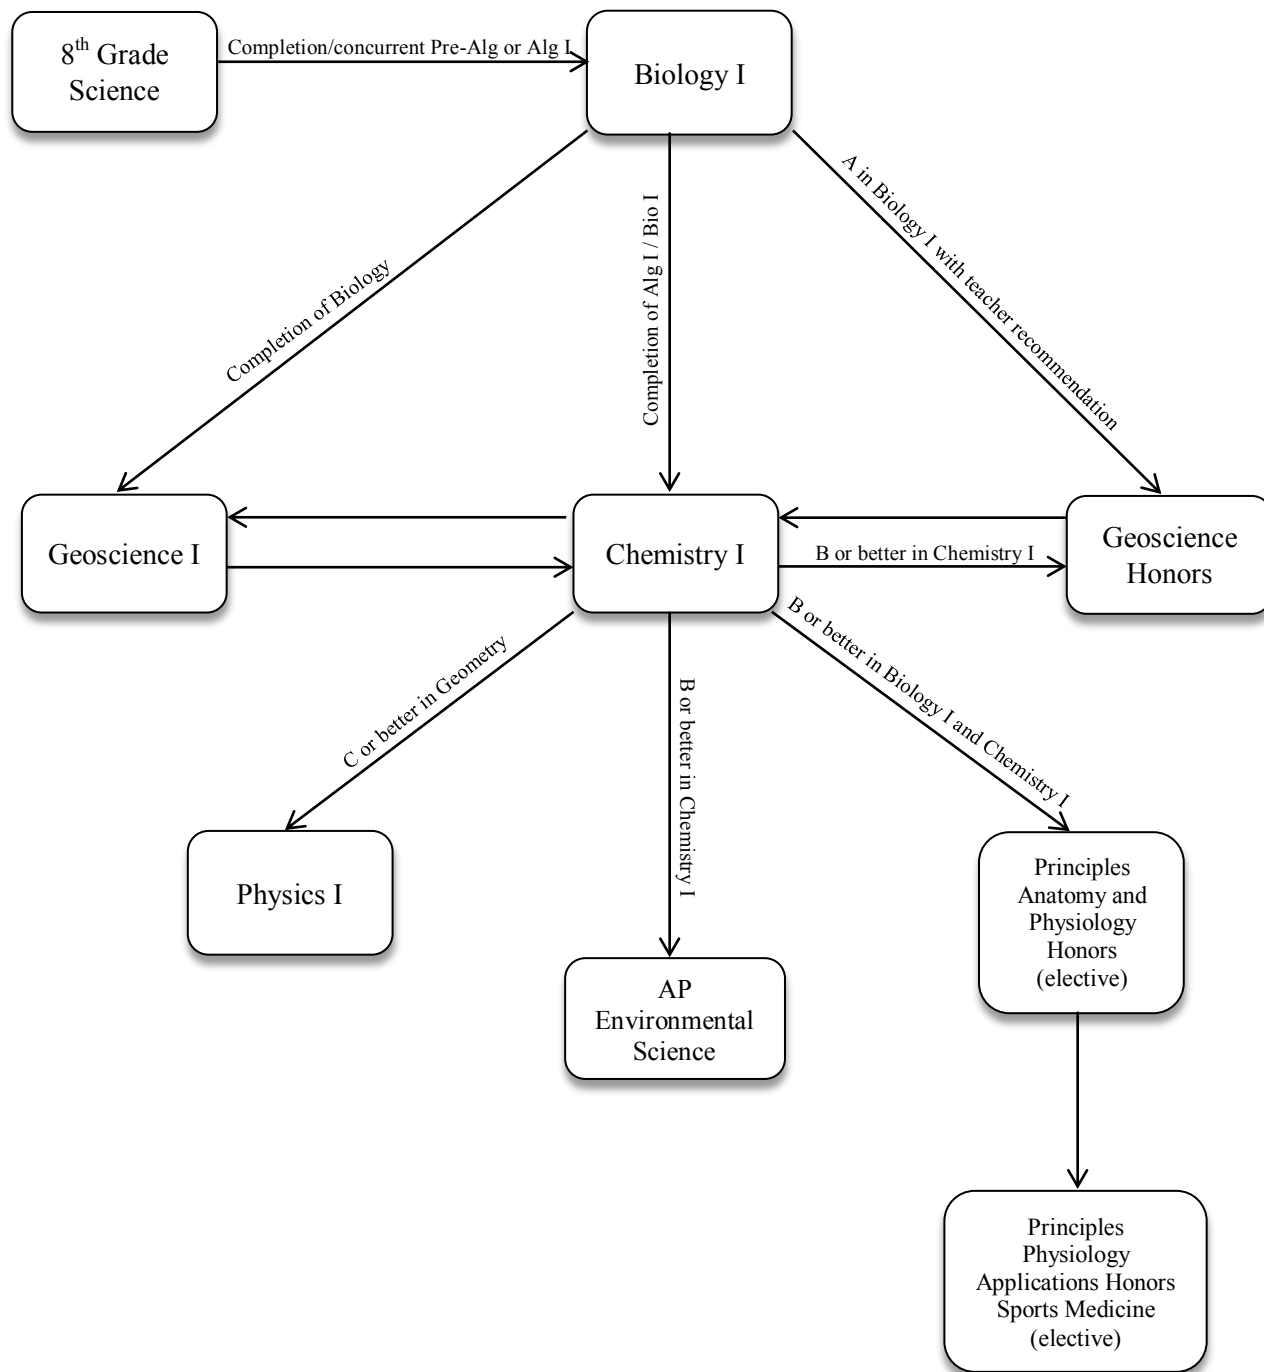 8th Grade
Science
Completion/concurrent Pre-Alg or Alg I
Biology I
Completion of Biology
Completion of Alg I / Bio I
A in Biology I with teacher recommendation
Geoscience I
Chemistry I
B or better in Chemistry I
Geoscience
Honors
C or better in Geometry
B or better in Chemistry I
B or better in Biology I and Chemistry I
Physics I
AP
Environmental
Science
Principles
Anatomy and
Physiology
Honors
(elective)
Principles
Physiology
Applications Honors
Sports Medicine
(elective)